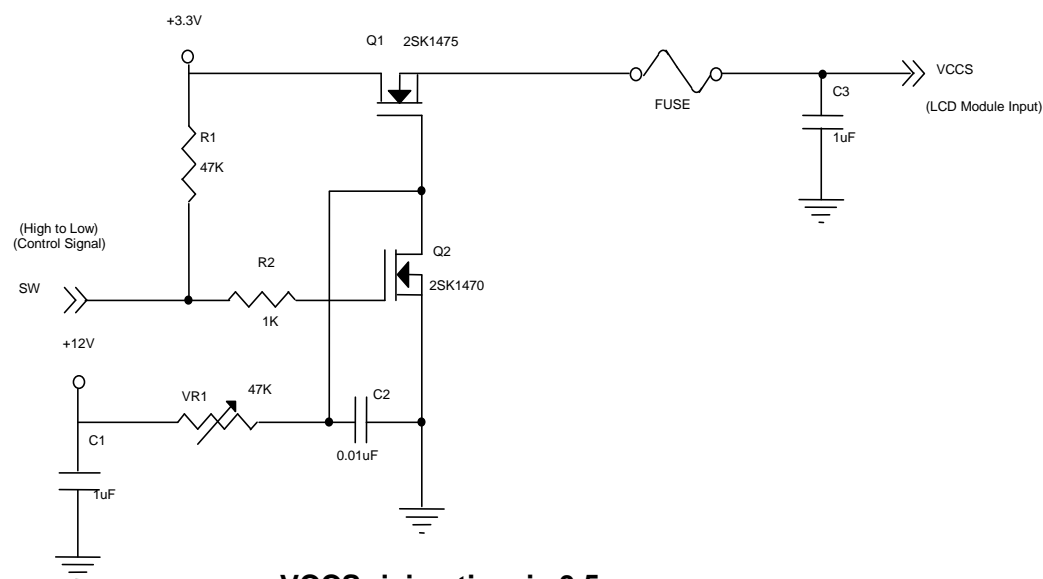 +3.3V
Q1 2SK1475
VCCS
FUSE
C3
(LCD Module Input)
1uF
R1
47K
(High to Low)
(Control Signal)
R2
Q2
SW
2SK1470
1K
+12V
VR1 47K
C2
C1
0.01uF
1uF